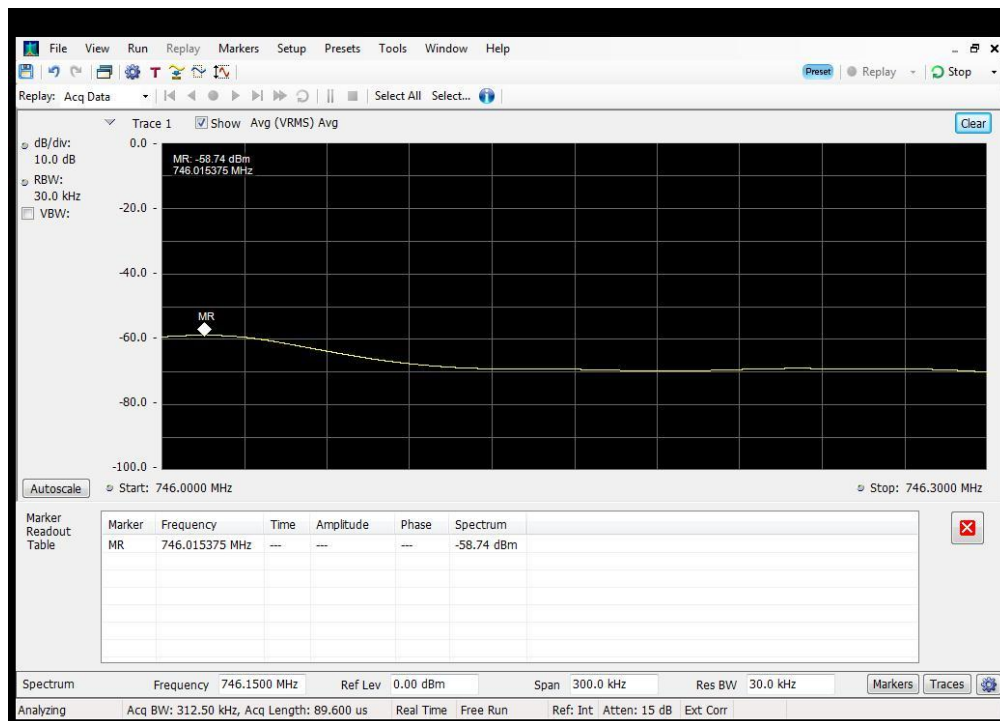 File View Run Replay Markers Setup Presets Tools Window Help
T Preset Replay Stop
Replay: Acq Data Select All Select...
Trace 1 Show Avg (VRMS) Avg Clear
dB/div:
10.0 dB
RBW:
30.0 kHz
VBW:
0.0
-20.0
-40.0
-60.0
-80.0
-100.0
MR: -58.74 dBm
746.015375 MHz
MR
Autoscale Start: 746.0000 MHz Stop: 746.3000 MHz
Marker
Readout
Table
Marker Frequency Time Amplitude Phase Spectrum
MR 746.015375 MHz --- --- --- -58.74 dBm
Spectrum Frequency 746.1500 MHz Ref Lev 0.00 dBm Span 300.0 kHz Res BW 30.0 kHz Markers Traces
Analyzing Acq BW: 312.50 kHz, Acq Length: 89.600 us Real Time Free Run Ref: Int Atten: 15 dB Ext Corr